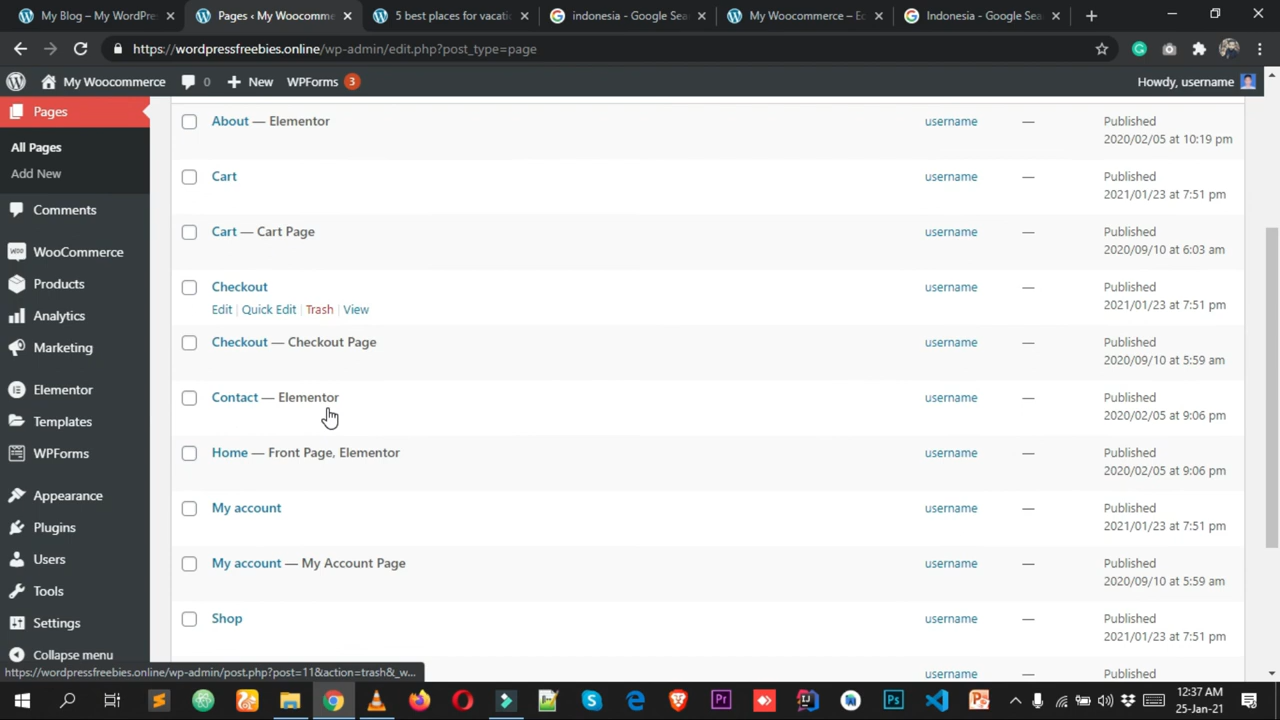 My Blog – My WordPre
Pages ‹ My Woocomme
5 best places for vacati
indonesia - Google Sea
My Woocommerce – Ec
Indonesia - Google Sea
https://wordpressfreebies.online/wp-admin/edit.php?post_type=page
My Woocommerce
0
New
WPForms
3
Howdy, username
Pages
All Pages
Add New
Comments
WooCommerce
Products
Analytics
Marketing
Elementor
Templates
WPForms
Appearance
Plugins
Users
Tools
Settings
Collapse menu
About — Elementor
username
—
Published
2020/02/05 at 10:19 pm
Cart
username
—
Published
2021/01/23 at 7:51 pm
Cart — Cart Page
username
—
Published
2020/09/10 at 6:03 am
Checkout
Edit | Quick Edit | Trash | View
username
—
Published
2021/01/23 at 7:51 pm
Checkout — Checkout Page
username
—
Published
2020/09/10 at 5:59 am
Contact — Elementor
username
—
Published
2020/02/05 at 9:06 pm
Home — Front Page, Elementor
username
—
Published
2020/02/05 at 9:06 pm
My account
username
—
Published
2021/01/23 at 7:51 pm
My account — My Account Page
username
—
Published
2020/09/10 at 5:59 am
Shop
username
—
Published
2021/01/23 at 7:51 pm
username
—
Published
https://wordpressfreebies.online/wp-admin/post.php?post=11&action=trash&_w...
12:37 AM
25-Jan-21